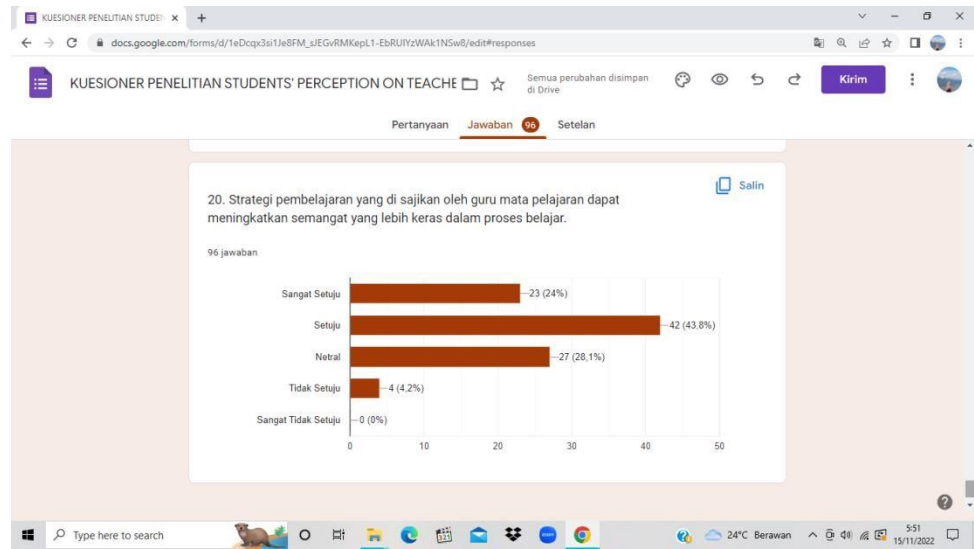 KUESIONER PENELITIAN STUDEN
docs.google.com/forms/d/1eDcqx3si1Je8FM_sJEGvRMKepL1-EbRUlYzWAk1NSw8/edit#responses
KUESIONER PENELITIAN STUDENTS' PERCEPTION ON TEACHE
Semua perubahan disimpan
di Drive
Kirim
Pertanyaan Jawaban 96 Setelan
Salin
20. Strategi pembelajaran yang di sajikan oleh guru mata pelajaran dapat
meningkatkan semangat yang lebih keras dalam proses belajar.
96 jawaban
Sangat Setuju 23 (24%)
Setuju 42 (43,8%)
Netral 27 (28,1%)
Tidak Setuju 4 (4,2%)
Sangat Tidak Setuju 0 (0%)
0 10 20 30 40 50
Type here to search
zoom
24°C Berawan
5:51
15/11/2022